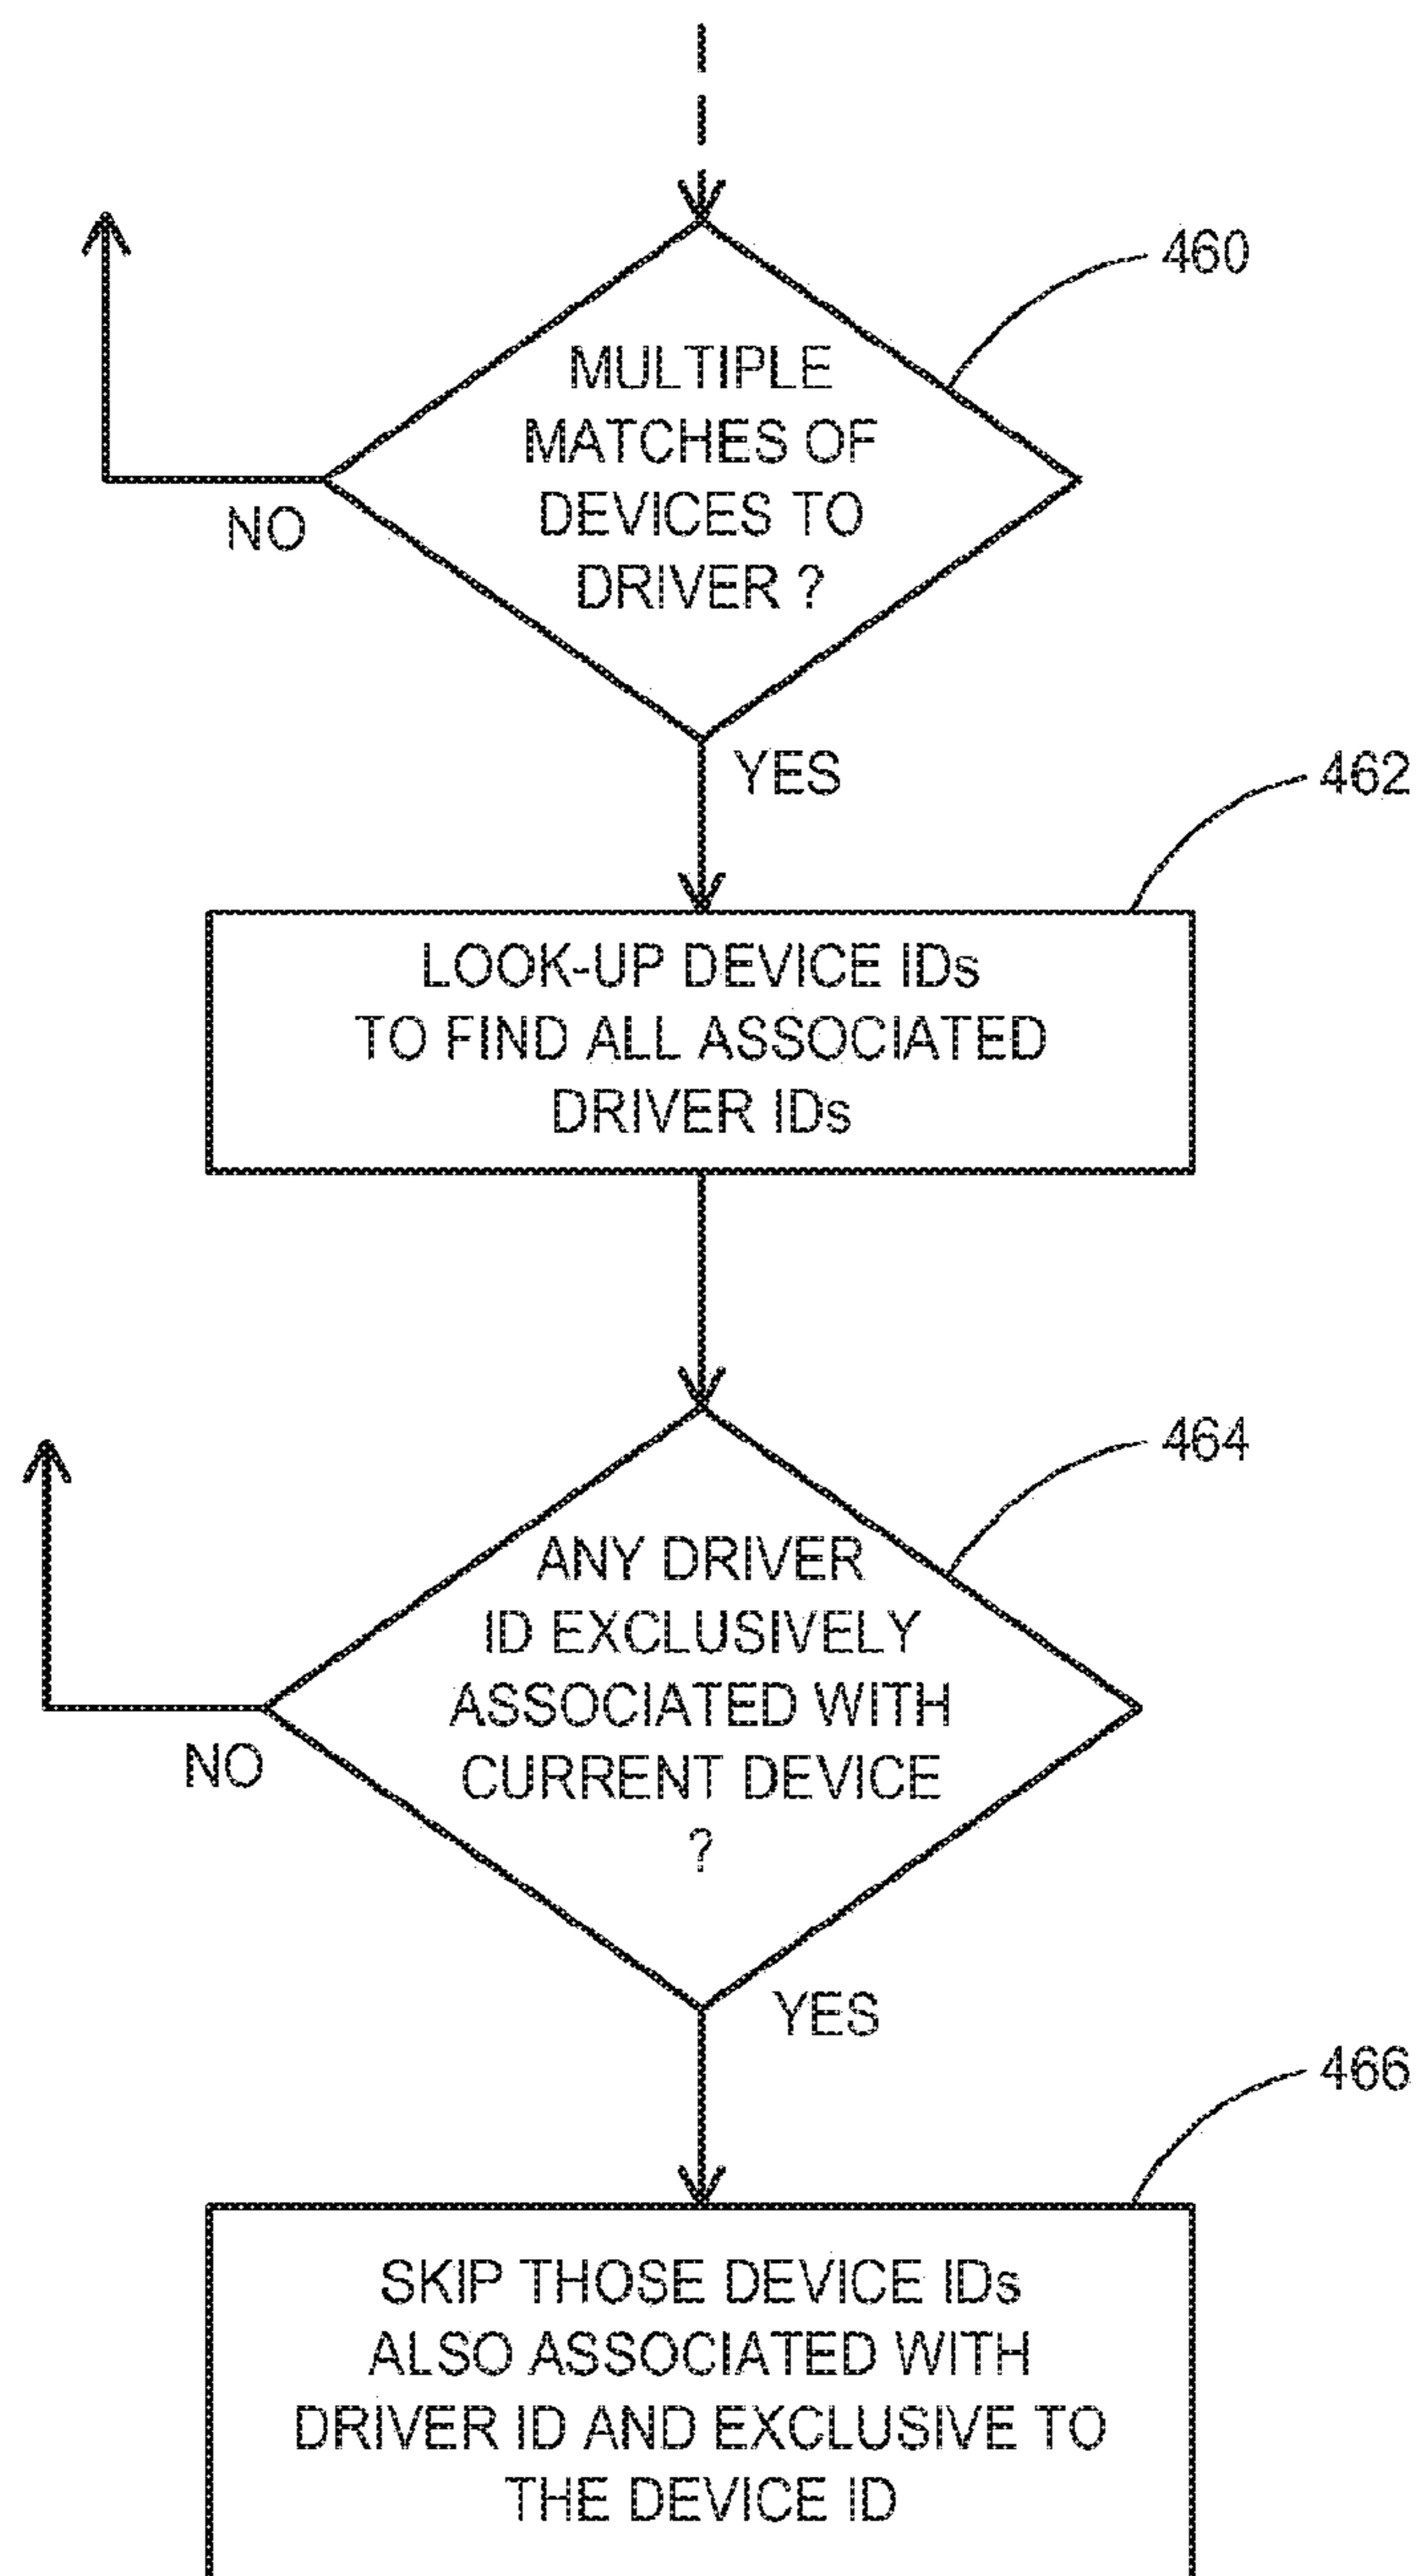 460
MULTIPLE
MATCHES OF
DEVICES TO
DRIVER ?
NO
YES
462
LOOK-UP DEVICE IDs
TO FIND ALL ASSOCIATED
DRIVER IDs
464
ANY DRIVER
ID EXCLUSIVELY
ASSOCIATED WITH
CURRENT DEVICE
?
NO
YES
466
SKIP THOSE DEVICE IDs
ALSO ASSOCIATED WITH
DRIVER ID AND EXCLUSIVE TO
THE DEVICE ID